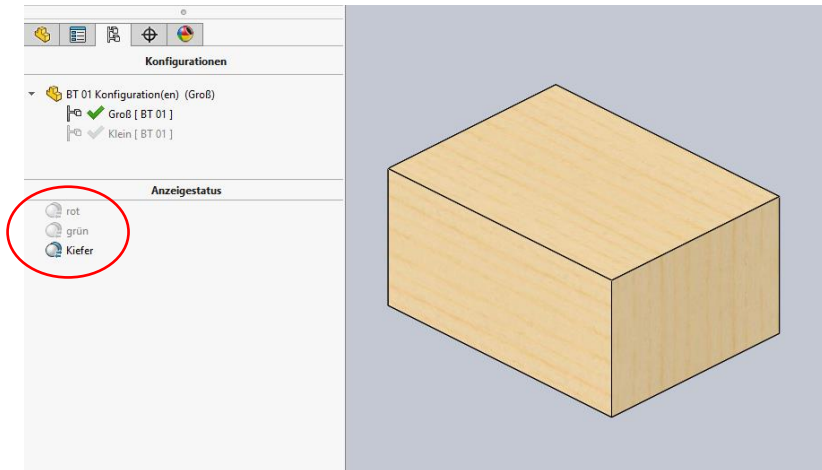 Konfigurationen
BT 01 Konfiguration(en) (Groß)
Groß [ BT 01 ]
Klein [ BT 01 ]
Anzeigestatus
rot
grün
Kiefer